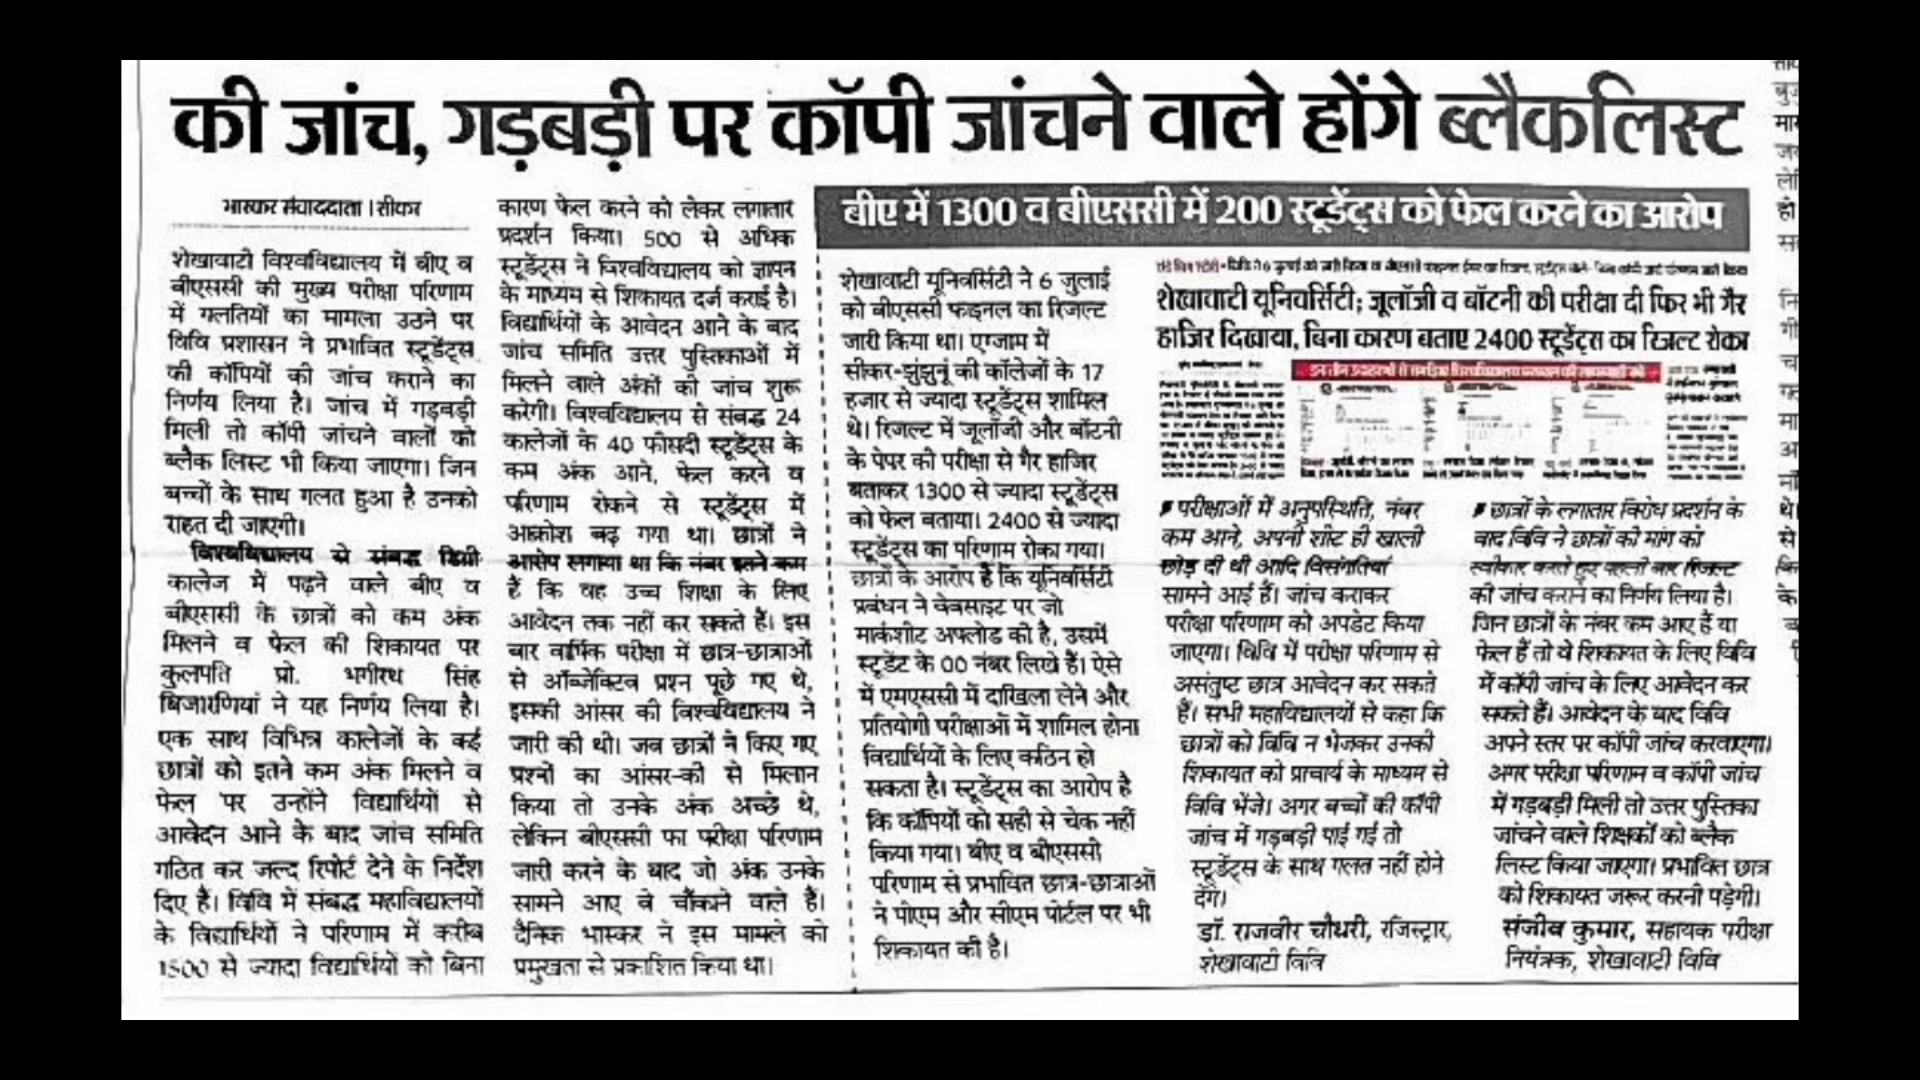 की जांच, गड़बड़ी पर कॉपी जांचने वाले होंगे ब्लैकलिस्ट
भास्कर संवाददाता | सीकर
शेखावाटी विश्वविद्यालय में बीए व
बीएससी की मुख्य परीक्षा परिणाम
में गलतियों का मामला उठने पर
विवि प्रशासन ने प्रभावित स्टूडेंट्स
की कॉपियों की जांच कराने का
निर्णय लिया है। जांच में गड़बड़ी
मिली तो कॉपी जांचने वालों को
ब्लैक लिस्ट भी किया जाएगा। जिन
बच्चों के साथ गलत हुआ है उनको
राहत दी जाएगी।
विश्वविद्यालय से संबद्ध डिग्री
कालेज में पढ़ने वाले बीए व
बीएससी के छात्रों को कम अंक
मिलने व फेल की शिकायत पर
कुलपति प्रो. भगीरथ सिंह
बिजारणियां ने यह निर्णय लिया है।
एक साथ विभिन्न कालेजों के कई
छात्रों को इतने कम अंक मिलने व
फेल पर उन्होंने विद्यार्थियों से
आवेदन आने के बाद जांच समिति
गठित कर जल्द रिपोर्ट देने के निर्देश
दिए हैं। विवि में संबद्ध महाविद्यालयों
के विद्यार्थियों ने परिणाम में करीब
1500 से ज्यादा विद्यार्थियों को बिना
कारण फेल करने को लेकर लगातार
प्रदर्शन किया। 500 से अधिक
स्टूडेंट्स ने विश्वविद्यालय को ज्ञापन
के माध्यम से शिकायत दर्ज कराई है।
विद्यार्थियों के आवेदन आने के बाद
जांच समिति उत्तर पुस्तिकाओं में
मिलने वाले अंकों की जांच शुरू
करेगी। विश्वविद्यालय से संबद्ध 24
कालेजों के 40 फीसदी स्टूडेंट्स के
कम अंक आने, फेल करने व
परिणाम रोकने से स्टूडेंट्स में
आक्रोश बढ़ गया था। छात्रों ने
आरोप लगाया था कि नंबर इतने कम
हैं कि वह उच्च शिक्षा के लिए
आवेदन तक नहीं कर सकते हैं। इस
बार वार्षिक परीक्षा में छात्र-छात्राओं
से ऑब्जेक्टिव प्रश्न पूछे गए थे,
इसकी आंसर की विश्वविद्यालय ने
जारी की थी। जब छात्रों ने किए गए
प्रश्नों का आंसर-की से मिलान
किया तो उनके अंक अच्छे थे,
लेकिन बीएससी का परीक्षा परिणाम
जारी करने के बाद जो अंक उनके
सामने आए वे चौंकाने वाले हैं।
दैनिक भास्कर ने इस मामले को
प्रमुखता से प्रकाशित किया था।
बीए में 1300 व बीएससी में 200 स्टूडेंट्स को फेल करने का आरोप
शेखावाटी यूनिवर्सिटी ने 6 जुलाई
को बीएससी फाइनल का रिजल्ट
जारी किया था। एग्जाम में
सीकर-झुंझुनूं की कॉलेजों के 17
हजार से ज्यादा स्टूडेंट्स शामिल
थे। रिजल्ट में जूलॉजी और बॉटनी
के पेपर को परीक्षा से गैर हाजिर
बताकर 1300 से ज्यादा स्टूडेंट्स
को फेल बताया। 2400 से ज्यादा
स्टूडेंट्स का परिणाम रोका गया।
छात्रों के आरोप हैं कि यूनिवर्सिटी
प्रबंधन ने वेबसाइट पर जो
मार्कशीट अपलोड की है, उसमें
स्टूडेंट के 00 नंबर लिखे हैं। ऐसे
में एमएससी में दाखिला लेने और
प्रतियोगी परीक्षाओं में शामिल होना
विद्यार्थियों के लिए कठिन हो
सकता है। स्टूडेंट्स का आरोप है
कि कॉपियों को सही से चेक नहीं
किया गया। बीए व बीएससी
परिणाम से प्रभावित छात्र-छात्राओं
ने पीएम और सीएम पोर्टल पर भी
शिकायत की है।
शेखावाटी यूनिवर्सिटी; जूलॉजी व बॉटनी की परीक्षा दी फिर भी गैर
हाजिर दिखाया, बिना कारण बताए 2400 स्टूडेंट्स का रिजल्ट रोका
परीक्षाओं में अनुपस्थिति, नंबर
कम आने, अपनी शीट ही खाली
छोड़ दी थी आदि विसंगतियां
सामने आई हैं। जांच कराकर
परीक्षा परिणाम को अपडेट किया
जाएगा। विवि में परीक्षा परिणाम से
असंतुष्ट छात्र आवेदन कर सकते
हैं। सभी महाविद्यालयों से कहा कि
छात्रों को विवि न भेजकर उनकी
शिकायत को प्राचार्य के माध्यम से
विवि भेंजे। अगर बच्चों की कॉपी
जांच में गड़बड़ी पाई गई तो
स्टूडेंट्स के साथ गलत नहीं होने
देंगे।
डॉ. राजवीर चौधरी, रजिस्ट्रार,
शेखावाटी विवि
छात्रों के लगातार विरोध प्रदर्शन के
बाद विवि ने छात्रों को मांग को
स्वीकार करते हुए पहली बार रिजल्ट
की जांच कराने का निर्णय लिया है।
जिन छात्रों के नंबर कम आए हैं या
फेल हैं तो वे शिकायत के लिए विवि
में कॉपी जांच के लिए आवेदन कर
सकते हैं। आवेदन के बाद विवि
अपने स्तर पर कॉपी जांच करवाएगा।
अगर परीक्षा परिणाम व कॉपी जांच
में गड़बड़ी मिली तो उत्तर पुस्तिका
जांचने वाले शिक्षकों को ब्लैक
लिस्ट किया जाएगा। प्रभावित छात्र
को शिकायत जरूर करनी पड़ेगी।
संजीव कुमार, सहायक परीक्षा
नियंत्रक, शेखावाटी विवि